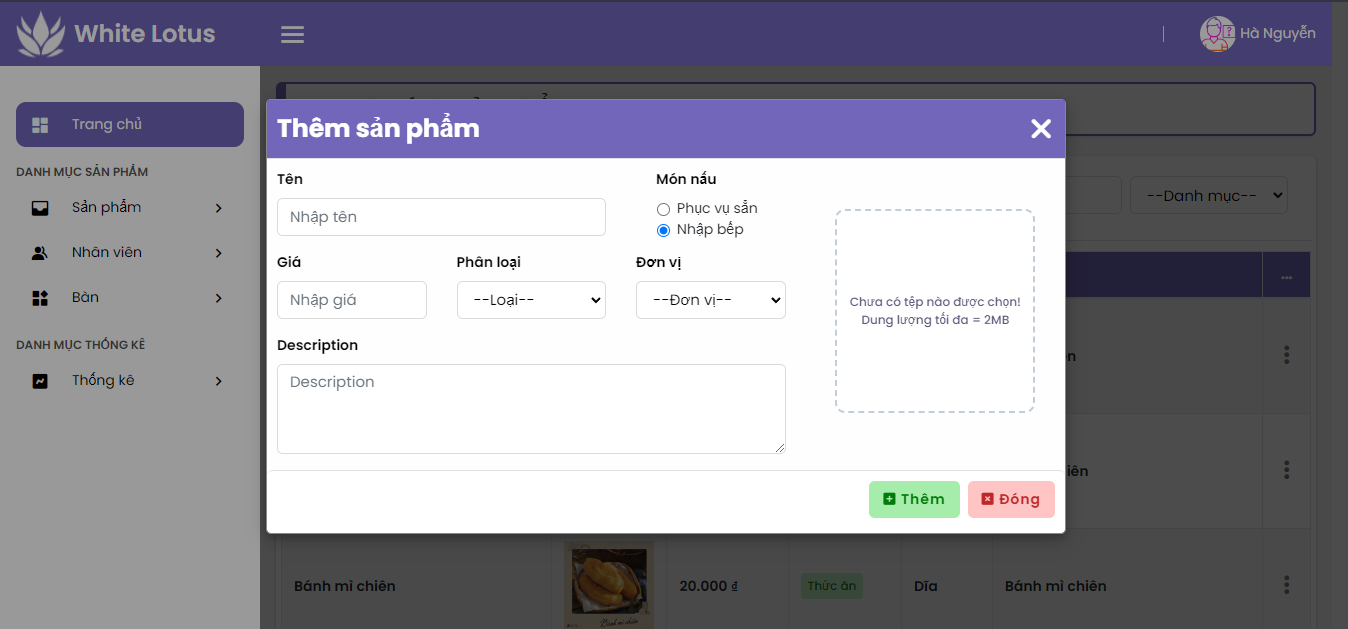 White Lotus
Hà Nguyễn
Trang chủ
DANH MỤC SẢN PHẨM
Sản phẩm
Nhân viên
Bàn
DANH MỤC THỐNG KÊ
Thống kê
Thêm sản phẩm
Tên
Nhập tên
Món nấu
Phục vụ sẵn
Nhập bếp
Giá
Nhập giá
Phân loại
--Loại--
Đơn vị
--Đơn vị--
Description
Description
Chưa có tệp nào được chọn!
Dung lượng tối đa = 2MB
Thêm
Đóng
--Danh mục--
...
n
iên
Bánh mì chiên
Bánh mì chiên
20.000 ₫
Thức ăn
Dĩa
Bánh mì chiên